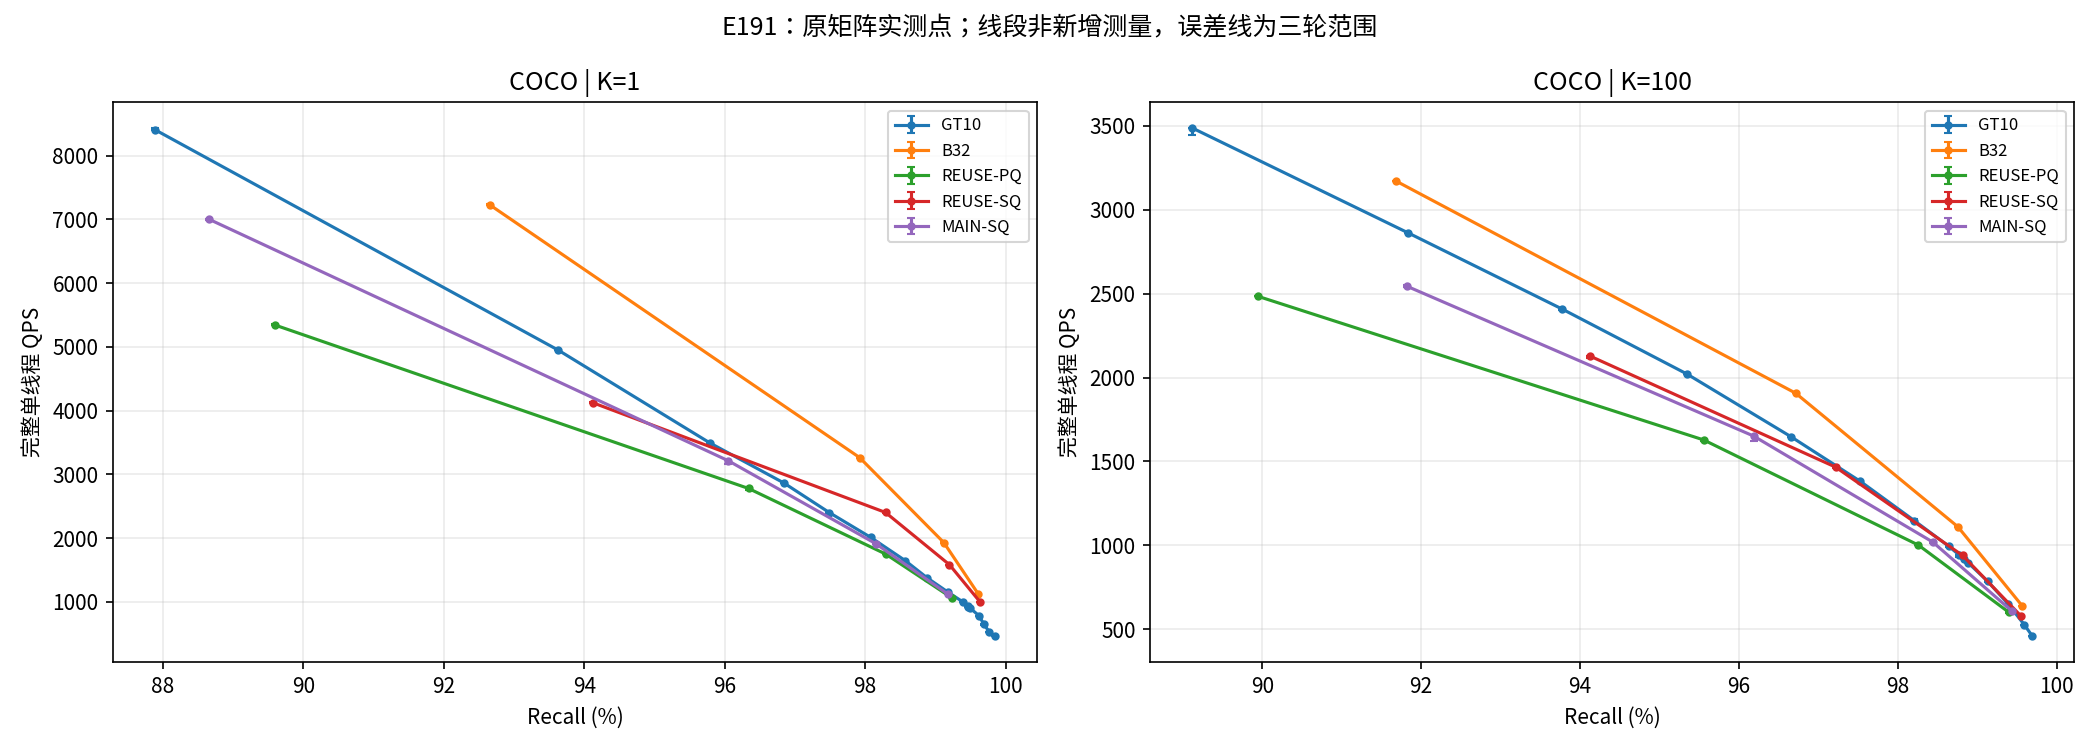 E191：原矩阵实测点；线段非新增测量，误差线为三轮范围
COCO | K=1
完整单线程 QPS
8000
7000
6000
5000
4000
3000
2000
1000
88
90
92
94
96
98
100
Recall (%)
GT10
B32
REUSE-PQ
REUSE-SQ
MAIN-SQ
COCO | K=100
完整单线程 QPS
3500
3000
2500
2000
1500
1000
500
90
92
94
96
98
100
Recall (%)
GT10
B32
REUSE-PQ
REUSE-SQ
MAIN-SQ